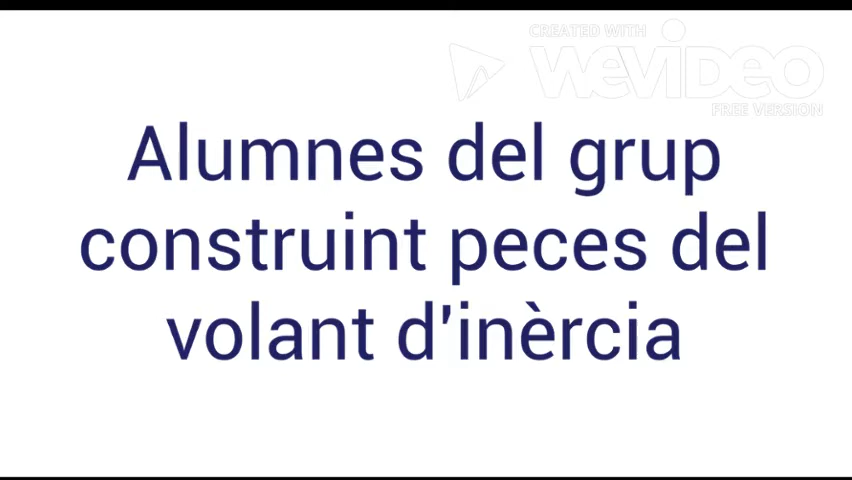 CREATED WITH
WEVIDEO
FREE VERSION
Alumnes del grup
construint peces del
volant d'inèrcia